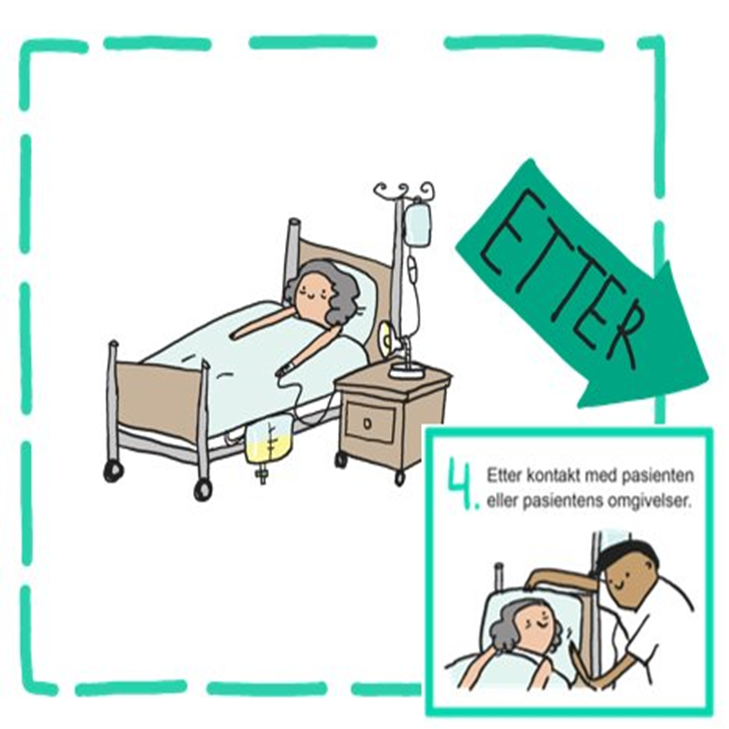 ETTER
4. Etter kontakt med pasienten
eller pasientens omgivelser.